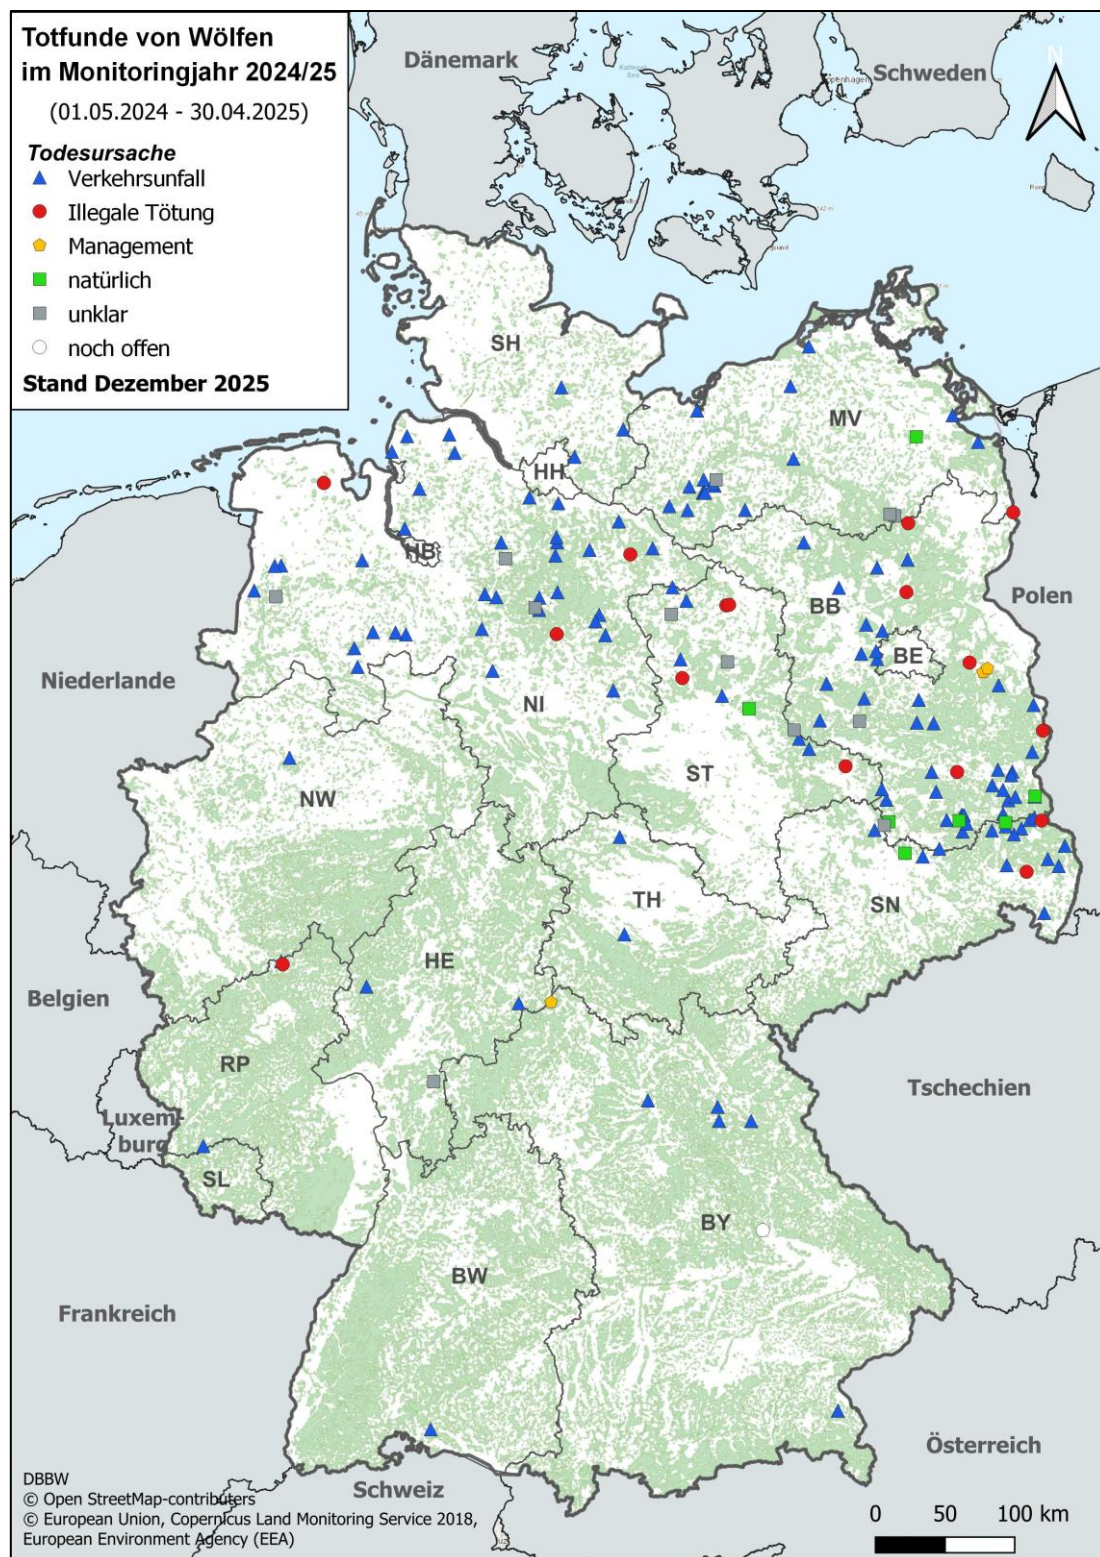 Totfunde von Wölfen
im Monitoringjahr 2024/25
(01.05.2024 - 30.04.2025)
Todesursache
Verkehrsunfall
Illegale Tötung
Management
natürlich
unklar
noch offen
Stand Dezember 2025
Dänemark
Schweden
N
SH
MV
HH
HB
Polen
BB
BE
Niederlande
NI
ST
NW
TH
SN
HE
Belgien
RP
Tschechien
Luxem-
burg
SL
BY
BW
Frankreich
Österreich
Schweiz
DBBW
© Open StreetMap-contributers
© European Union, Copernicus Land Monitoring Service 2018,
European Environment Agency (EEA)
0 50 100 km